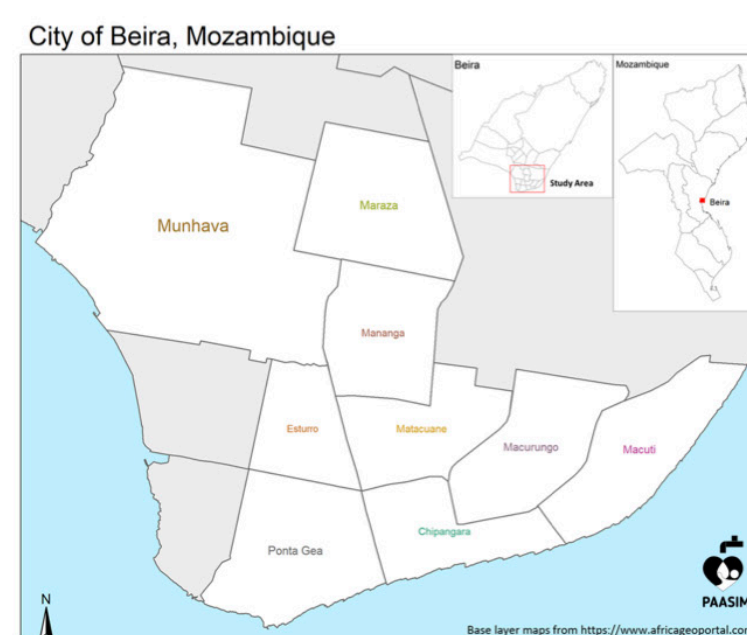 City of Beira, Mozambique
Beira
Mozambique
Study Area
Beira
Munhava
Maraza
Mananga
Esturro
Matacuane
Macurungo
Macuti
Ponta Gea
Chipangara
N
PAASIM
Base layer maps from https://www.africageoportal.com